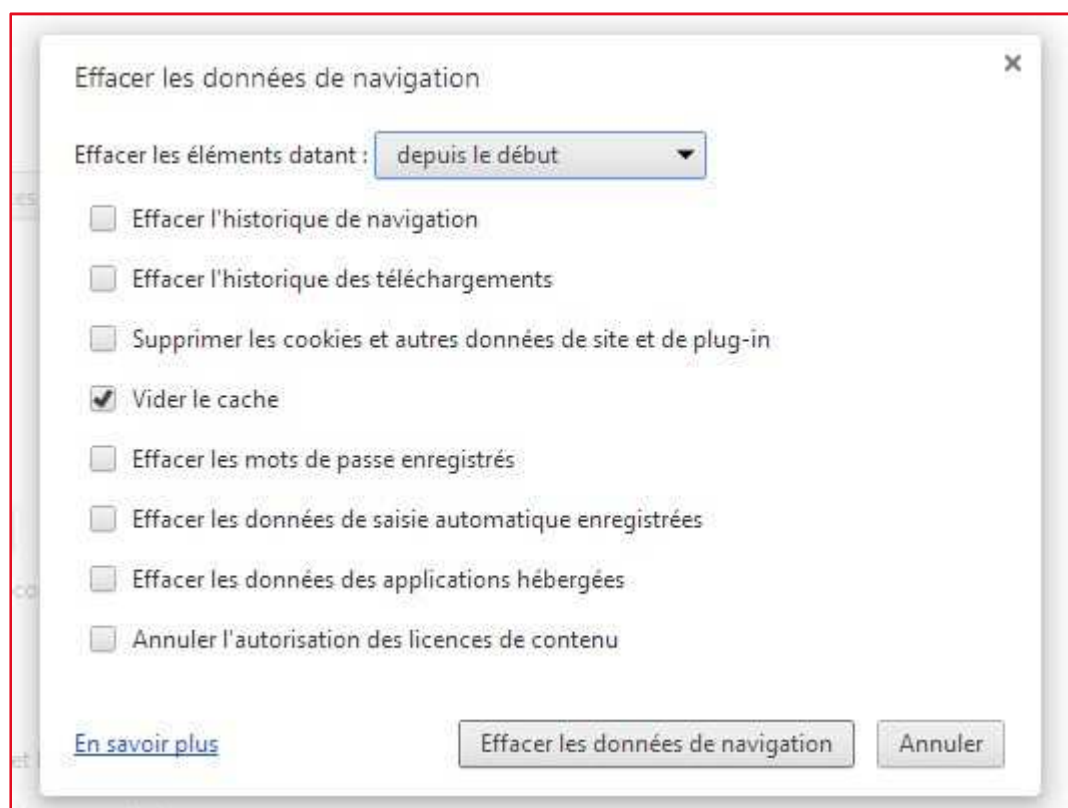 Effacer les données de navigation
Effacer les éléments datant : depuis le début
Effacer l'historique de navigation
Effacer l'historique des téléchargements
Supprimer les cookies et autres données de site et de plug-in
Vider le cache
Effacer les mots de passe enregistrés
Effacer les données de saisie automatique enregistrées
Effacer les données des applications hébergées
Annuler l'autorisation des licences de contenu
En savoir plus Effacer les données de navigation Annuler